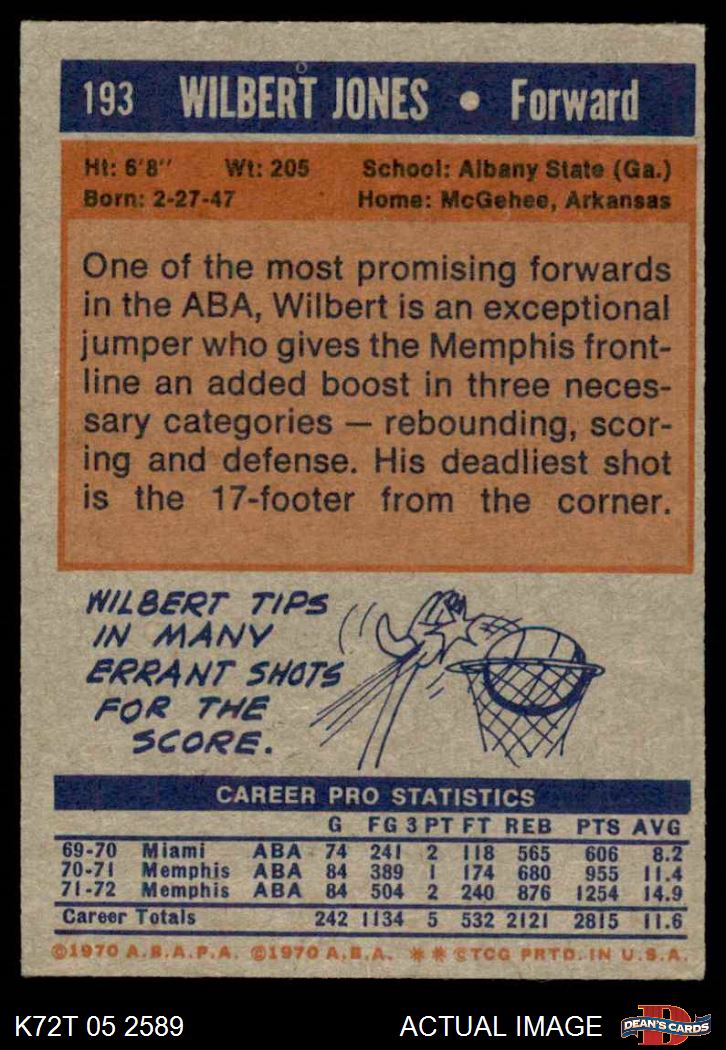 193 WILBERT JONES • Forward
Ht: 6'8" Wt: 205 School: Albany State (Ga.)
Born: 2-27-47 Home: McGehee, Arkansas
One of the most promising forwards
in the ABA, Wilbert is an exceptional
jumper who gives the Memphis front-
line an added boost in three neces-
sary categories — rebounding, scor-
ing and defense. His deadliest shot
is the 17-footer from the corner.
WILBERT TIPS
IN MANY
ERRANT SHOTS
FOR THE
SCORE.
CAREER PRO STATISTICS
G FG 3 PT FT REB PTS AVG
69-70 Miami ABA 74 241 2 118 565 606 8.2
70-71 Memphis ABA 84 389 1 174 680 955 11.4
71-72 Memphis ABA 84 504 2 240 876 1254 14.9
Career Totals 242 1134 5 532 2121 2815 11.6
©1970 A.B.A.P.A. ©1970 A.B.A. ** ©TCG PRTD. IN U.S.A.
K72T 05 2589 ACTUAL IMAGE D DEAN'S CARDS